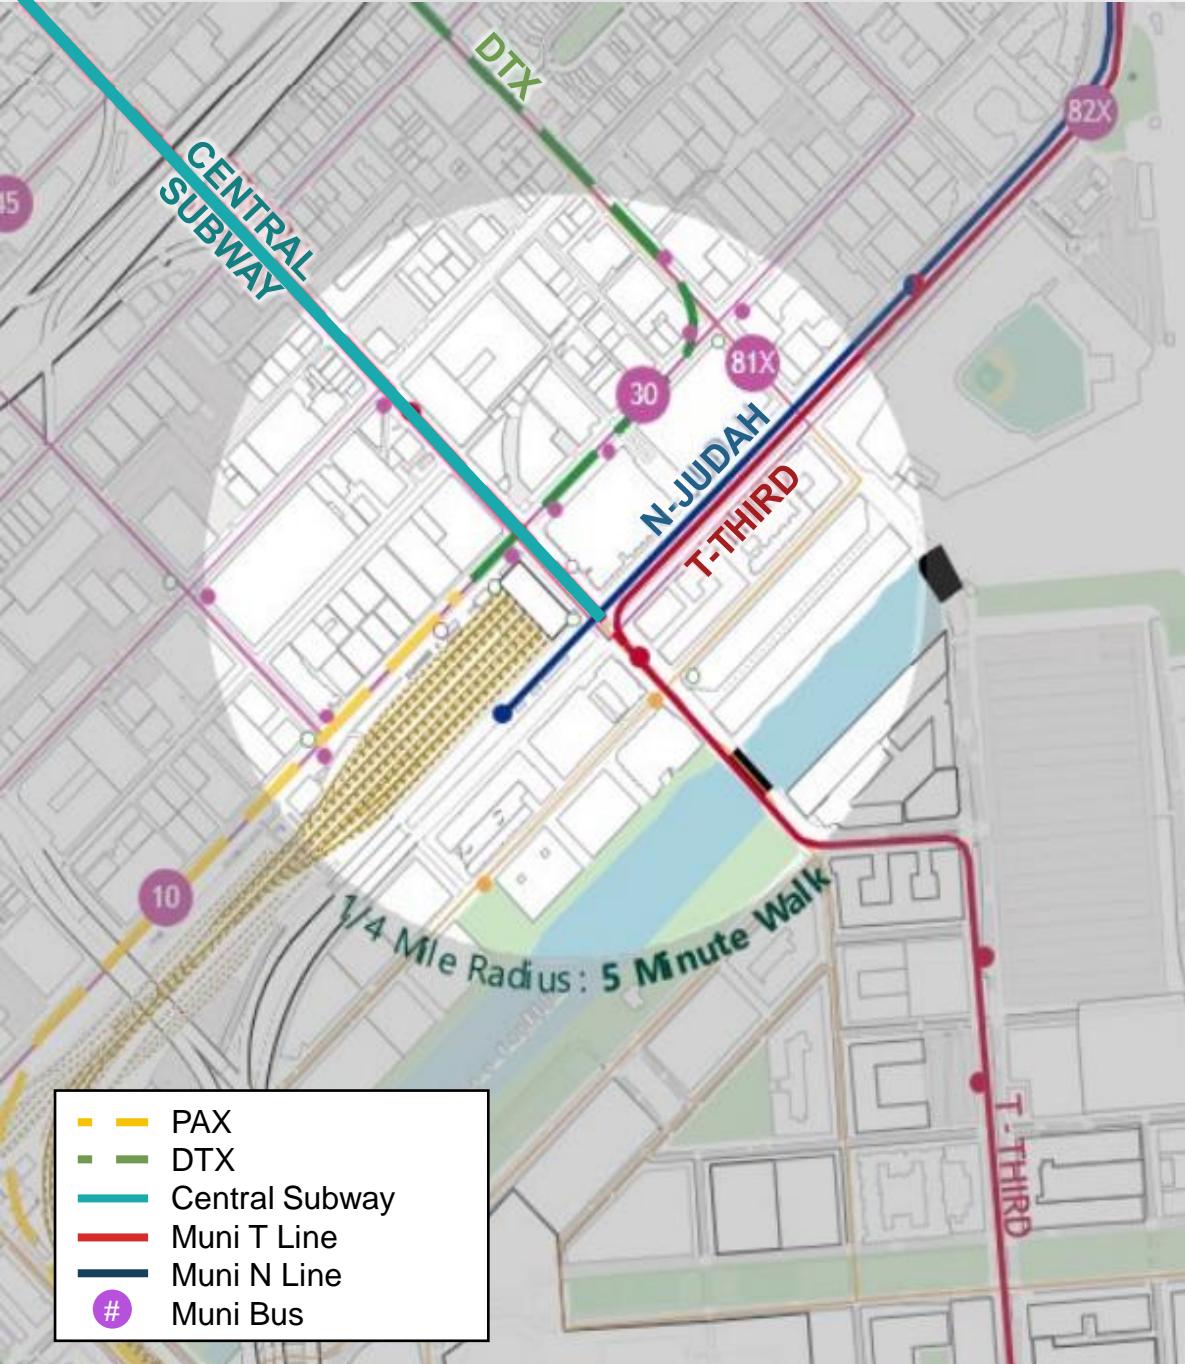 DTX
82X
CENTRAL
SUBWAY
45
81X
30
N-JUDAH
T-THIRD
10
1/4 Mile Radius: 5 Minute Walk
T-THIRD
PAX
DTX
Central Subway
Muni T Line
Muni N Line
# Muni Bus